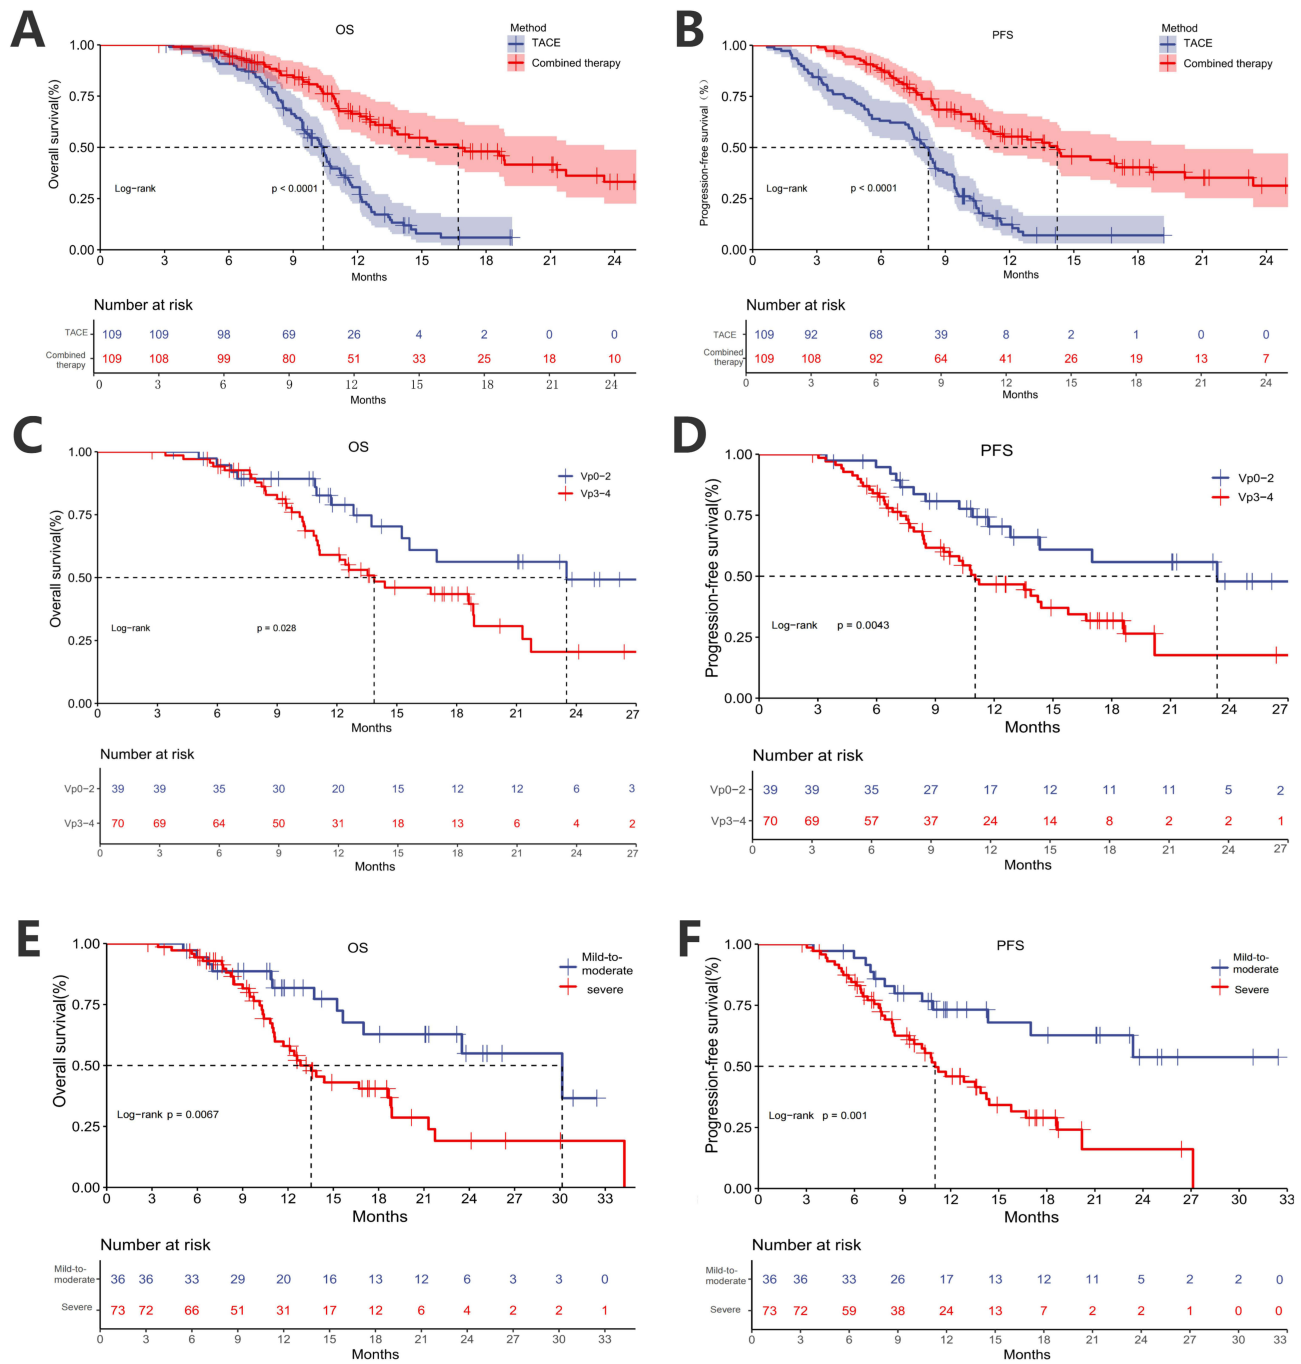 A
OS
Method
TACE
Combined therapy
Overall survival(%)
1.00
0.75
0.50
0.25
0.00
Log-rank
p < 0.0001
0 3 6 9 12 15 18 21 24
Months
Number at risk
TACE 109 109 98 69 26 4 2 0 0
Combined therapy 109 108 99 80 51 33 25 18 10
0 3 6 9 12 15 18 21 24
Months
B
PFS
Method
TACE
Combined therapy
Progression-free survival（%）
1.00
0.75
0.50
0.25
0.00
Log-rank
p <0.0001
0 3 6 9 12 15 18 21 24
Months
Number at risk
TACE 109 92 68 39 8 2 1 0 0
Combined therapy 109 108 92 64 41 26 19 13 7
0 3 6 9 12 15 18 21 24
Months
C
OS
Vp0-2
Vp3-4
Overall survival(%)
1.00
0.75
0.50
0.25
0.00
Log-rank
p = 0.028
0 3 6 9 12 15 18 21 24 27
Months
Number at risk
Vp0-2 39 39 35 30 20 15 12 12 6 3
Vp3-4 70 69 64 50 31 18 13 6 4 2
0 3 6 9 12 15 18 21 24 27
Months
D
PFS
Vp0-2
Vp3-4
Progression-free survival(%)
1.00
0.75
0.50
0.25
0.00
Log-rank
p = 0.0043
0 3 6 9 12 15 18 21 24 27
Months
Number at risk
Vp0-2 39 39 35 27 17 12 11 11 5 2
Vp3-4 70 69 57 37 24 14 8 2 2 1
0 3 6 9 12 15 18 21 24 27
Months
E
OS
Mild-to-
moderate
severe
Overall survival(%)
1.00
0.75
0.50
0.25
0.00
Log-rank p = 0.0067
0 3 6 9 12 15 18 21 24 27 30 33
Months
Number at risk
Mild-to-moderate 36 36 33 29 20 16 13 12 6 3 3 0
Severe 73 72 66 51 31 17 12 6 4 2 2 1
0 3 6 9 12 15 18 21 24 27 30 33
Months
F
PFS
Mild-to-
moderate
Severe
Progression-free survival(%)
1.00
0.75
0.50
0.25
0.00
Log-rank p = 0.001
0 3 6 9 12 15 18 21 24 27 30 33
Months
Number at risk
Mild-to-moderate 36 36 33 26 17 13 12 11 5 2 2 0
Severe 73 72 59 38 24 13 7 2 2 1 0 0
0 3 6 9 12 15 18 21 24 27 30 33
Months